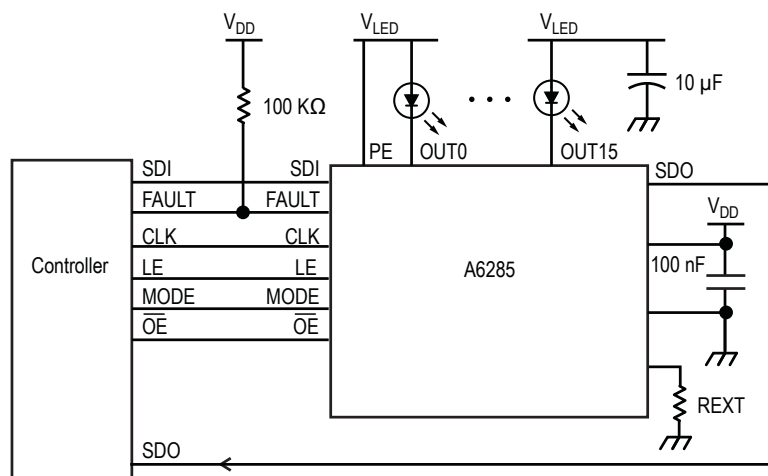 VDD
VLED
VLED
10 µF
100 KΩ
PE
OUT0
OUT15
SDI
SDI
SDO
FAULT
FAULT
VDD
CLK
CLK
Controller
A6285
100 nF
LE
LE
MODE
MODE
OE
OE
REXT
SDO